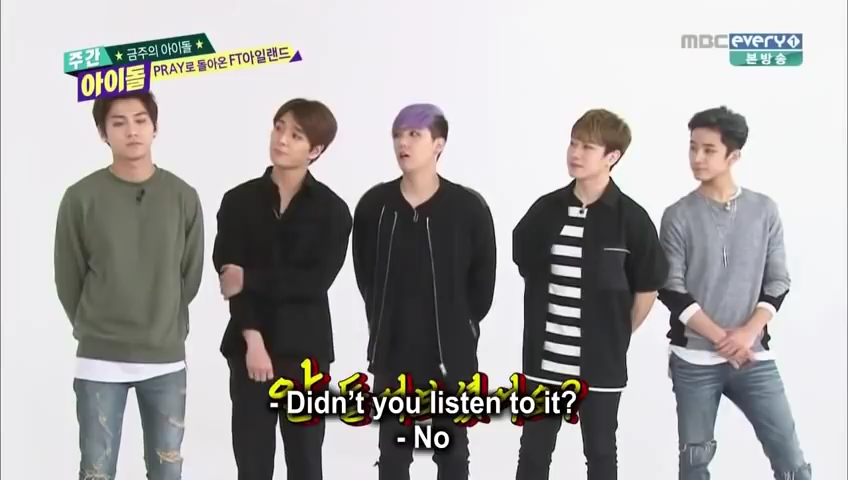 주간
아이돌
★ 금주의 아이돌 ★
PRAY로 돌아온 FT아일랜드
MBC every1
본방송
- Didn't you listen to it?
- No